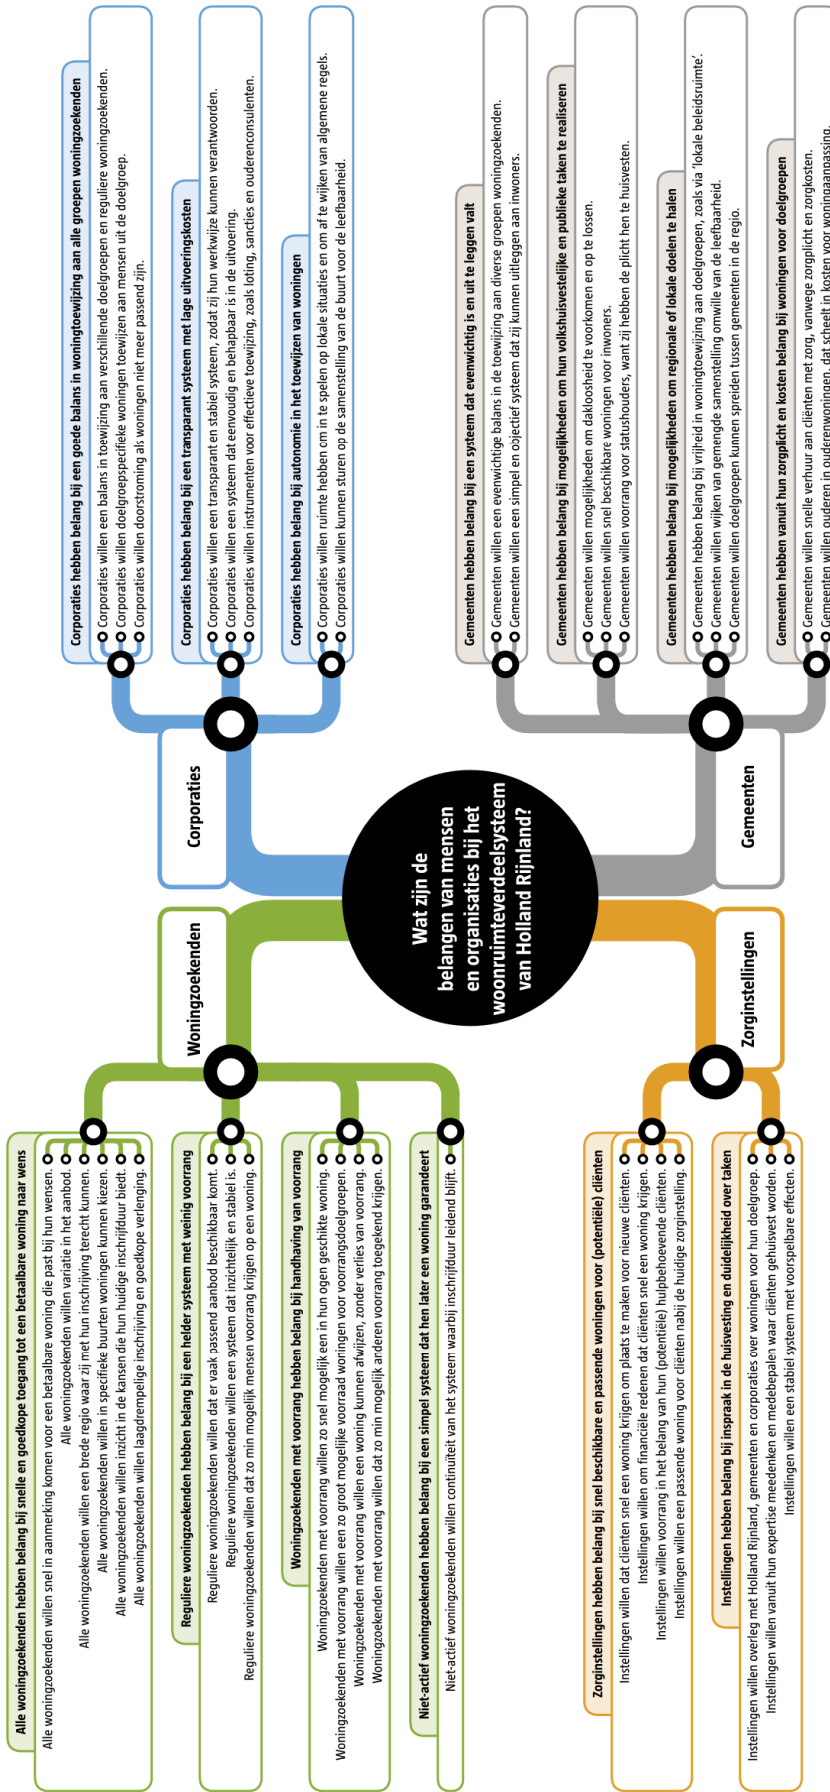 Wat zijn de
belangen van mensen
en organisaties bij het
woonruimteverdeelsysteem
van Holland Rijnland?
Woningzoekenden
Alle woningzoekenden hebben belang bij snelle en goedkope toegang tot een betaalbare woning naar wens
Alle woningzoekenden willen snel in aanmerking komen voor een betaalbare woning die past bij hun wensen.
Alle woningzoekenden willen variatie in het aanbod.
Alle woningzoekenden willen een brede regio waar zij met hun inschrijving terecht kunnen.
Alle woningzoekenden willen in specifieke buurten woningen kunnen kiezen.
Alle woningzoekenden willen inzicht in de kansen die hun huidige inschrijfduur biedt.
Alle woningzoekenden willen laagdrempelige inschrijving en goedkope verlenging.
Reguliere woningzoekenden hebben belang bij een helder systeem met weinig voorrang
Reguliere woningzoekenden willen dat er vaak passend aanbod beschikbaar komt.
Reguliere woningzoekenden willen een systeem dat inzichtelijk en stabiel is.
Reguliere woningzoekenden willen dat zo min mogelijk mensen voorrang krijgen op een woning.
Woningzoekenden met voorrang hebben belang bij handhaving van voorrang
Woningzoekenden met voorrang willen zo snel mogelijk een in hun ogen geschikte woning.
Woningzoekenden met voorrang willen een zo groot mogelijke voorraad woningen voor voorrangsdoelgroepen.
Woningzoekenden met voorrang willen een woning kunnen afwijzen, zonder verlies van voorrang.
Woningzoekenden met voorrang willen dat zo min mogelijk anderen voorrang toegekend krijgen.
Niet-actief woningzoekenden hebben belang bij een simpel systeem dat hen later een woning garandeert
Niet-actief woningzoekenden willen continuïteit van het systeem waarbij inschrijfduur leidend blijft.
Corporaties
Corporaties hebben belang bij een goede balans in woningtoewijzing aan alle groepen woningzoekenden
Corporaties willen een balans in toewijzing aan verschillende doelgroepen en reguliere woningzoekenden.
Corporaties willen doelgroepspecifieke woningen toewijzen aan mensen uit de doelgroep.
Corporaties willen doorstroming als woningen niet meer passend zijn.
Corporaties hebben belang bij een transparant systeem met lage uitvoeringskosten
Corporaties willen een transparant en stabiel systeem, zodat zij hun werkwijze kunnen verantwoorden.
Corporaties willen een systeem dat eenvoudig en behapbaar is in de uitvoering.
Corporaties willen instrumenten voor effectieve toewijzing, zoals loting, sancties en ouderenconsulenten.
Corporaties hebben belang bij autonomie in het toewijzen van woningen
Corporaties willen ruimte hebben om in te spelen op lokale situaties en om af te wijken van algemene regels.
Corporaties willen kunnen sturen op de samenstelling van de buurt voor de leefbaarheid.
Zorginstellingen
Zorginstellingen hebben belang bij snel beschikbare en passende woningen voor (potentiële) cliënten
Instellingen willen dat cliënten snel een woning krijgen om plaats te maken voor nieuwe cliënten.
Instellingen willen om financiële redenen dat cliënten snel een woning krijgen.
Instellingen willen voorrang in het belang van hun (potentiële) hulpbehoevende cliënten.
Instellingen willen een passende woning voor cliënten nabij de huidige zorginstelling.
Instellingen hebben belang bij inspraak in de huisvesting en duidelijkheid over taken
Instellingen willen overleg met Holland Rijnland, gemeenten en corporaties over woningen voor hun doelgroep.
Instellingen willen vanuit hun expertise meedenken en medebepalen waar cliënten gehuisvest worden.
Instellingen willen een stabiel systeem met voorspelbare effecten.
Gemeenten
Gemeenten hebben belang bij een systeem dat evenwichtig is en uit te leggen valt
Gemeenten willen een evenwichtige balans in de toewijzing aan diverse groepen woningzoekenden.
Gemeenten willen een simpel en objectief systeem dat zij kunnen uitleggen aan inwoners.
Gemeenten hebben belang bij mogelijkheden om hun volkshuisvestelijke en publieke taken te realiseren
Gemeenten willen mogelijkheden om dakloosheid te voorkomen en op te lossen.
Gemeenten willen snel beschikbare woningen voor inwoners.
Gemeenten willen voorrang voor statushouders, want zij hebben de plicht hen te huisvesten.
Gemeenten hebben belang bij mogelijkheden om regionale of lokale doelen te halen
Gemeenten hebben belang bij vrijheid in woningtoewijzing aan doelgroepen, zoals via ‘lokale beleidsruimte’.
Gemeenten willen wijken van gemengde samenstelling omwille van de leefbaarheid.
Gemeenten willen doelgroepen kunnen spreiden tussen gemeenten in de regio.
Gemeenten hebben vanuit hun zorgplicht en kosten belang bij woningen voor doelgroepen
Gemeenten willen snelle verhuur aan cliënten met zorg, vanwege zorgplicht en zorgkosten.
Gemeenten willen ouderen in ouderenwoningen, dat scheelt in kosten voor woningaanpassing.